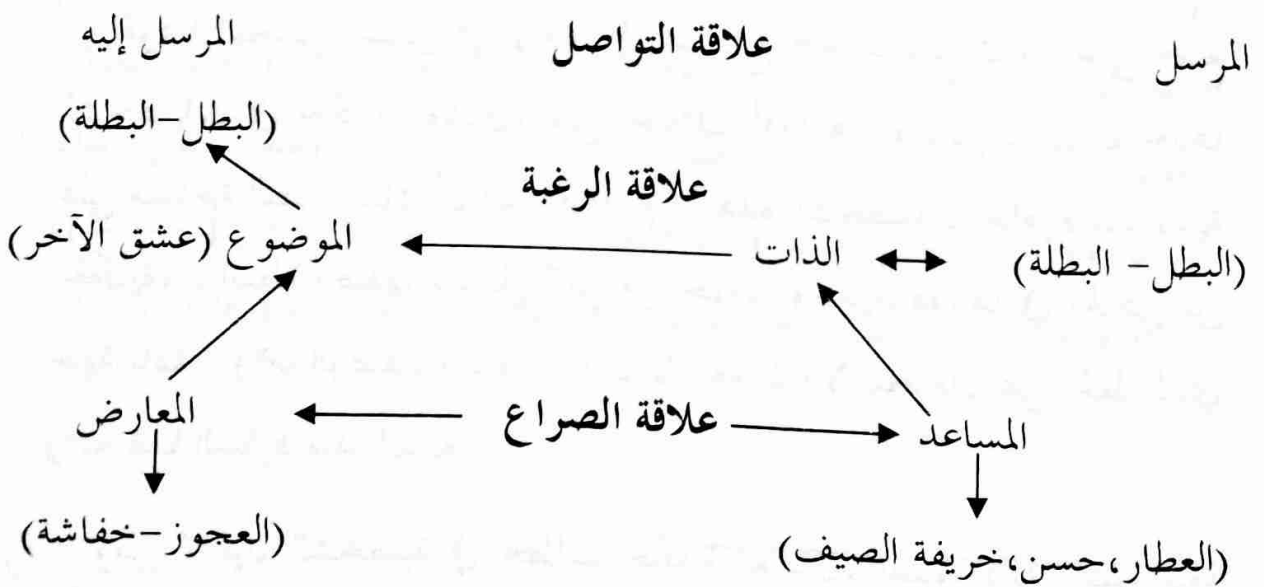 المرسل علاقة التواصل المرسل إليه
(البطل-البطلة)
علاقة الرغبة
(البطل- البطلة) الذات الموضوع (عشق الآخر)
المساعد علاقة الصراع المعارض
(العطار،حسن،خريفة الصيف) (العجوز-خفاشة)